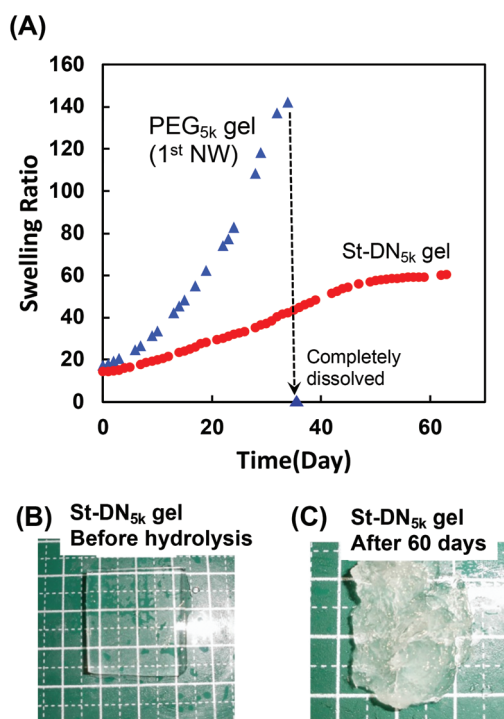 (A)
160
140
120
100
80
60
40
20
0
Swelling Ratio
PEG5k gel
(1st NW)
St-DN5k gel
Completely
dissolved
0
20
40
60
Time(Day)
(B)
St-DN5k gel
Before hydrolysis
(C)
St-DN5k gel
After 60 days